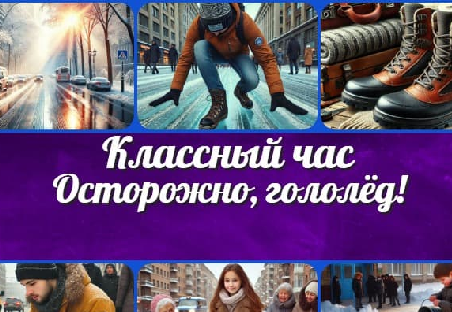 Классный час
Осторожно, гололёд!